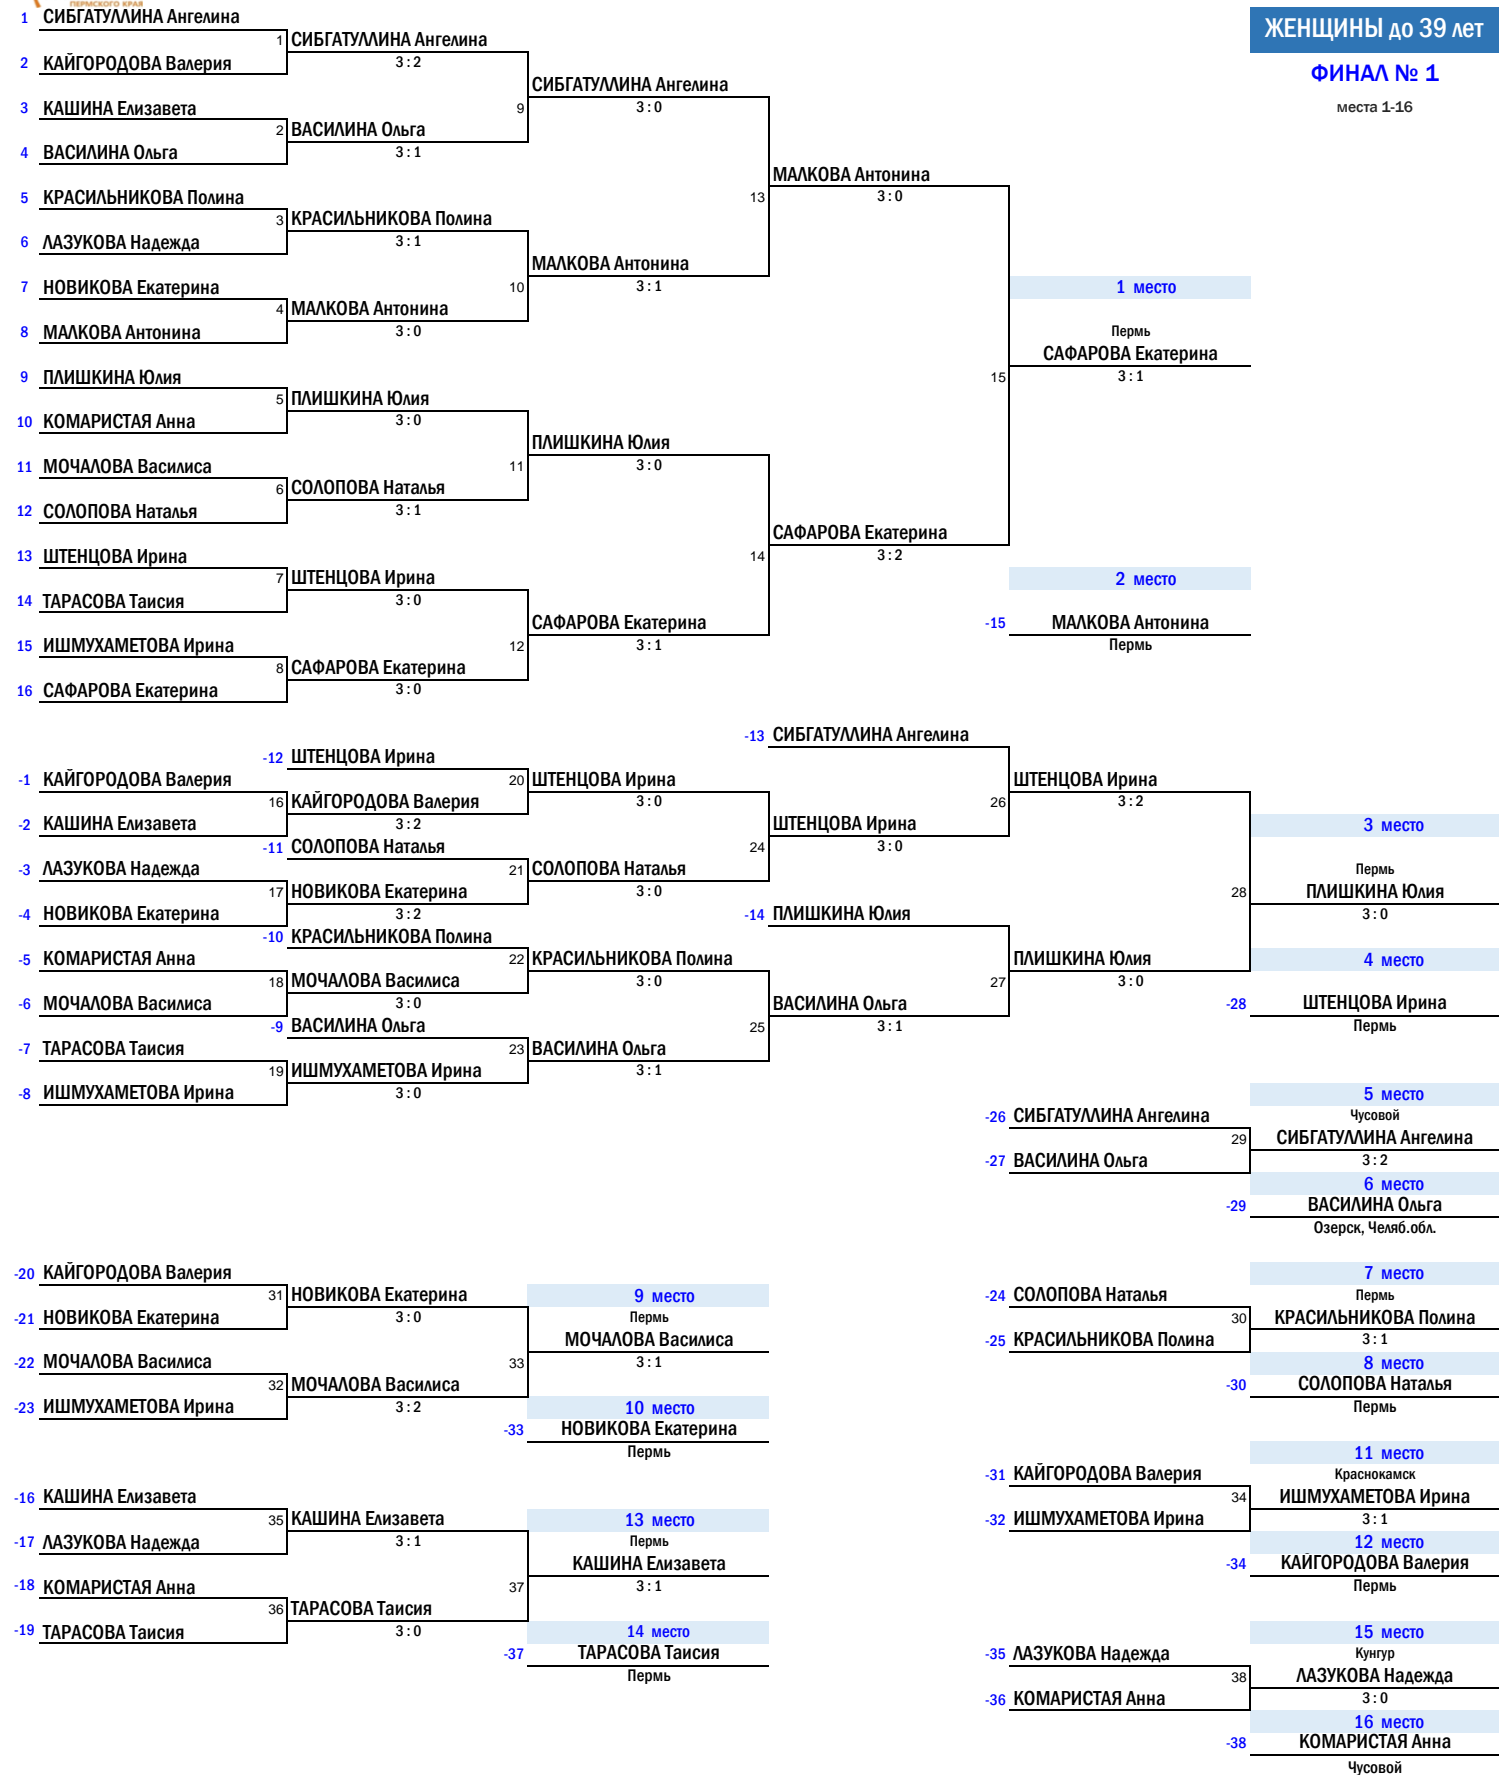 ПЕРМСКОГО КРАЯ
1 СИБГАТУЛЛИНА Ангелина
ЖЕНЩИНЫ до 39 лет
1 СИБГАТУЛЛИНА Ангелина
2 КАЙГОРОДОВА Валерия
3 : 2
ФИНАЛ № 1
СИБГАТУЛЛИНА Ангелина
3 КАШИНА Елизавета
9
3 : 0
места 1-16
2 ВАСИЛИНА Ольга
4 ВАСИЛИНА Ольга
3 : 1
МАЛКОВА Антонина
5 КРАСИЛЬНИКОВА Полина
13
3 : 0
3 КРАСИЛЬНИКОВА Полина
6 ЛАЗУКОВА Надежда
3 : 1
МАЛКОВА Антонина
7 НОВИКОВА Екатерина
10
3 : 1
1 место
4 МАЛКОВА Антонина
8 МАЛКОВА Антонина
3 : 0
Пермь
САФАРОВА Екатерина
9 ПЛИШКИНА Юлия
15
3 : 1
5 ПЛИШКИНА Юлия
10 КОМАРИСТАЯ Анна
3 : 0
ПЛИШКИНА Юлия
11 МОЧАЛОВА Василиса
11
3 : 0
6 СОЛОПОВА Наталья
12 СОЛОПОВА Наталья
3 : 1
САФАРОВА Екатерина
13 ШТЕНЦОВА Ирина
14
3 : 2
7 ШТЕНЦОВА Ирина
2 место
14 ТАРАСОВА Таисия
3 : 0
САФАРОВА Екатерина
-15 МАЛКОВА Антонина
15 ИШМУХАМЕТОВА Ирина
12
3 : 1
Пермь
8 САФАРОВА Екатерина
16 САФАРОВА Екатерина
3 : 0
-13 СИБГАТУЛЛИНА Ангелина
-12 ШТЕНЦОВА Ирина
-1 КАЙГОРОДОВА Валерия
20 ШТЕНЦОВА Ирина
ШТЕНЦОВА Ирина
16 КАЙГОРОДОВА Валерия
3 : 0
26
3 : 2
-2 КАШИНА Елизавета
3 : 2
ШТЕНЦОВА Ирина
3 место
-11 СОЛОПОВА Наталья
24
3 : 0
-3 ЛАЗУКОВА Надежда
21 СОЛОПОВА Наталья
Пермь
17 НОВИКОВА Екатерина
3 : 0
28 ПЛИШКИНА Юлия
-4 НОВИКОВА Екатерина
3 : 2
-14 ПЛИШКИНА Юлия
3 : 0
-10 КРАСИЛЬНИКОВА Полина
-5 КОМАРИСТАЯ Анна
22 КРАСИЛЬНИКОВА Полина
ПЛИШКИНА Юлия
4 место
18 МОЧАЛОВА Василиса
3 : 0
27
3 : 0
-6 МОЧАЛОВА Василиса
3 : 0
ВАСИЛИНА Ольга
-28 ШТЕНЦОВА Ирина
-9 ВАСИЛИНА Ольга
25
3 : 1
Пермь
-7 ТАРАСОВА Таисия
23 ВАСИЛИНА Ольга
19 ИШМУХАМЕТОВА Ирина
3 : 1
-8 ИШМУХАМЕТОВА Ирина
3 : 0
5 место
-26 СИБГАТУЛЛИНА Ангелина
Чусовой
29 СИБГАТУЛЛИНА Ангелина
-27 ВАСИЛИНА Ольга
3 : 2
6 место
-29 ВАСИЛИНА Ольга
Озерск, Челяб.обл.
-20 КАЙГОРОДОВА Валерия
7 место
31 НОВИКОВА Екатерина
9 место
-24 СОЛОПОВА Наталья
Пермь
-21 НОВИКОВА Екатерина
3 : 0
Пермь
30 КРАСИЛЬНИКОВА Полина
МОЧАЛОВА Василиса
-25 КРАСИЛЬНИКОВА Полина
3 : 1
-22 МОЧАЛОВА Василиса
33
3 : 1
8 место
32 МОЧАЛОВА Василиса
-30 СОЛОПОВА Наталья
-23 ИШМУХАМЕТОВА Ирина
3 : 2
10 место
Пермь
-33 НОВИКОВА Екатерина
Пермь
11 место
-31 КАЙГОРОДОВА Валерия
Краснокамск
-16 КАШИНА Елизавета
34 ИШМУХАМЕТОВА Ирина
35 КАШИНА Елизавета
13 место
-32 ИШМУХАМЕТОВА Ирина
3 : 1
-17 ЛАЗУКОВА Надежда
3 : 1
Пермь
12 место
КАШИНА Елизавета
-34 КАЙГОРОДОВА Валерия
-18 КОМАРИСТАЯ Анна
37
3 : 1
Пермь
36 ТАРАСОВА Таисия
-19 ТАРАСОВА Таисия
3 : 0
14 место
15 место
-37 ТАРАСОВА Таисия
-35 ЛАЗУКОВА Надежда
Кунгур
Пермь
38 ЛАЗУКОВА Надежда
-36 КОМАРИСТАЯ Анна
3 : 0
16 место
-38 КОМАРИСТАЯ Анна
Чусовой